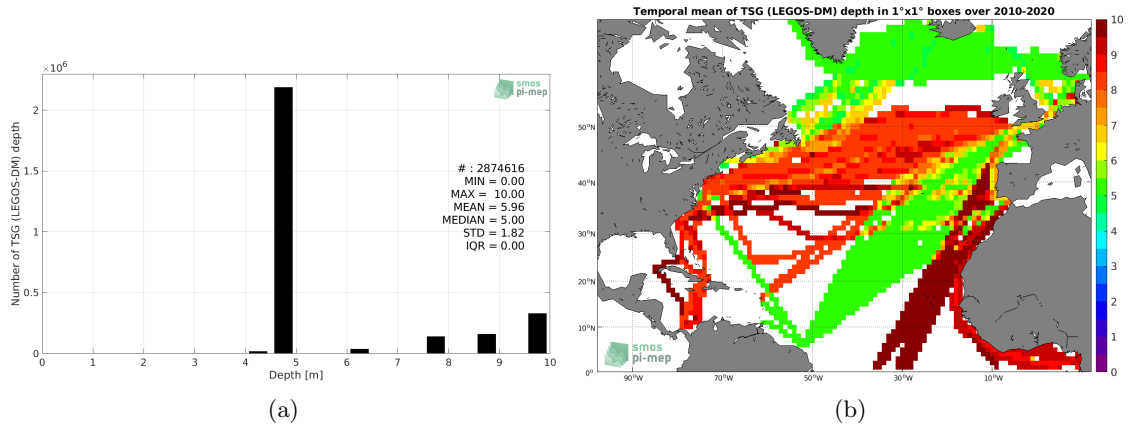 ×10⁶
2
1.5
1
0.5
0
Number of TSG (LEGOS-DM) depth
smos
pi-mep
# : 2874616
MIN = 0.00
MAX = 10.00
MEAN = 5.96
MEDIAN = 5.00
STD = 1.82
IQR = 0.00
0 1 2 3 4 5 6 7 8 9 10
Depth [m]
(a)
Temporal mean of TSG (LEGOS-DM) depth in 1°x1° boxes over 2010-2020
50°N
40°N
30°N
20°N
10°N
0°
90°W 70°W 50°W 30°W 10°W
smos
pi-mep
10
9
8
7
6
5
4
3
2
1
0
(b)